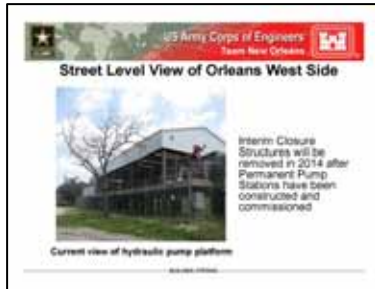 US Army Corps of Engineers
Team New Orleans
Street Level View of Orleans West Side
Interim Closure
Structures will be
removed in 2014 after
Permanent Pump
Stations have been
constructed and
commissioned
Current view of hydraulic pump platform